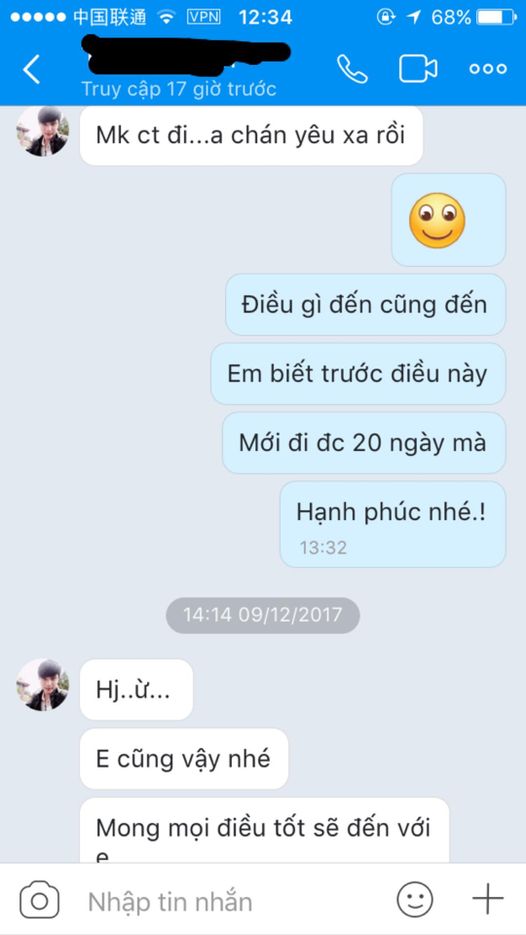 中国联通 VPN 12:34 68%
Truy cập 17 giờ trước
Mk ct đi...a chán yêu xa rồi
Điều gì đến cũng đến
Em biết trước điều này
Mới đi đc 20 ngày mà
Hạnh phúc nhé.!
13:32
14:14 09/12/2017
Hj..ừ...
E cũng vậy nhé
Mong mọi điều tốt sẽ đến với
e
Nhập tin nhắn